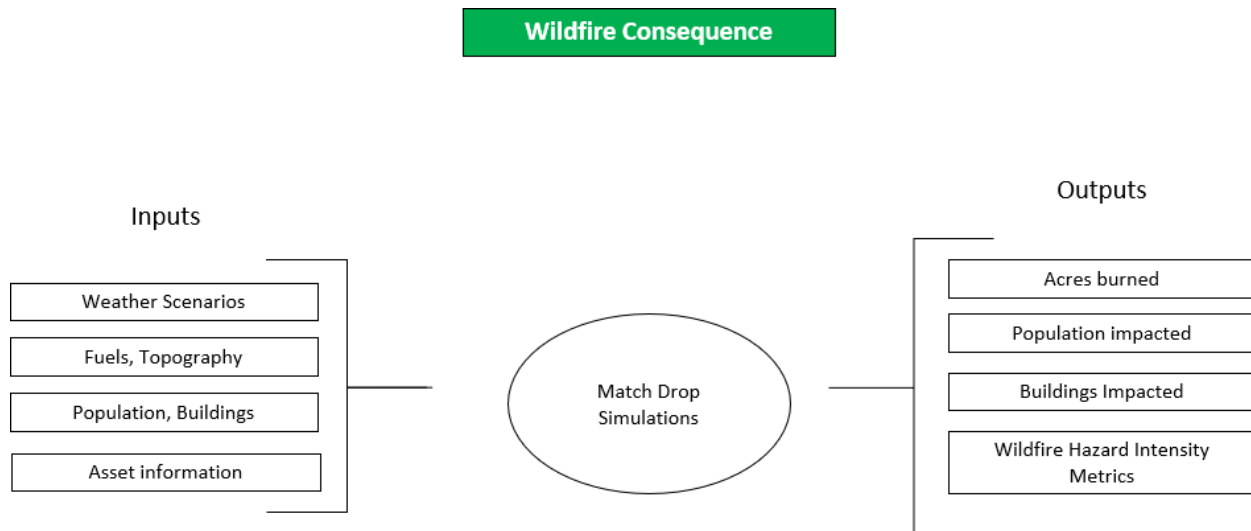 Wildfire Consequence
Inputs
Weather Scenarios
Fuels, Topography
Population, Buildings
Asset information
Match Drop
Simulations
Outputs
Acres burned
Population impacted
Buildings Impacted
Wildfire Hazard Intensity
Metrics